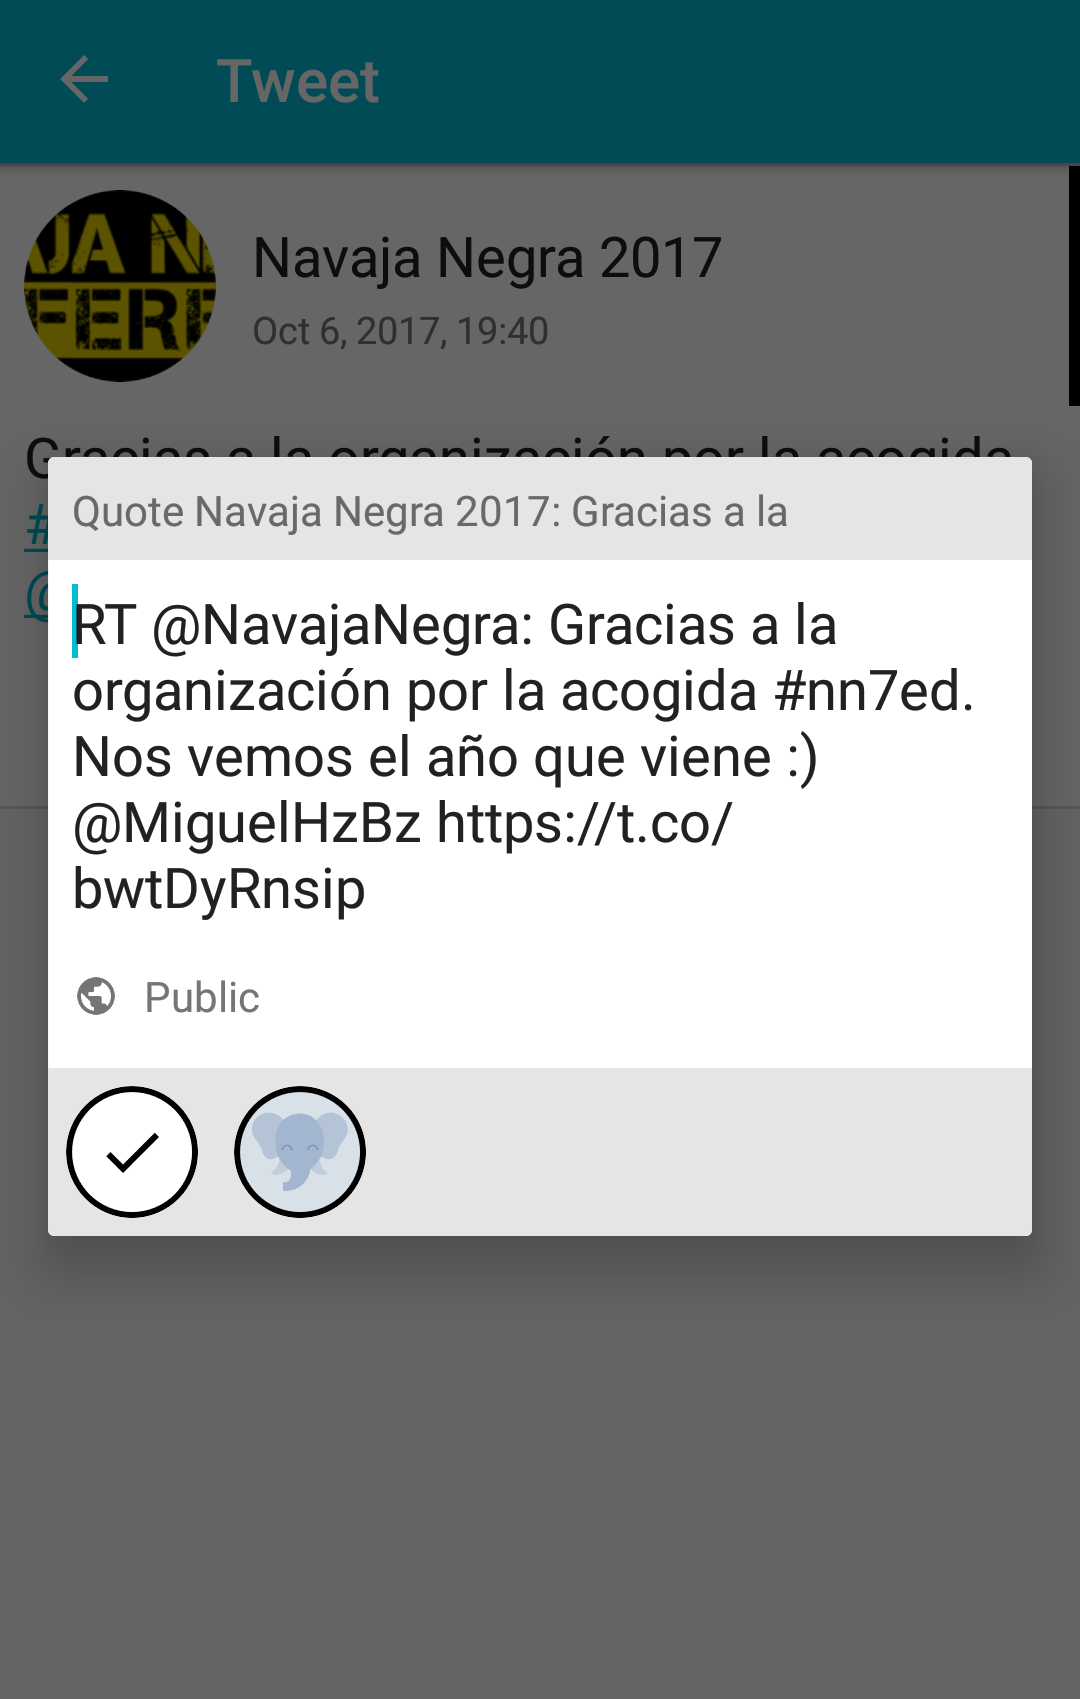 Tweet
AJA N
FERE
Navaja Negra 2017
Oct 6, 2017, 19:40
Gracias a la organización por la acogida
#
@
Quote Navaja Negra 2017: Gracias a la
RT @NavajaNegra: Gracias a la
organización por la acogida #nn7ed.
Nos vemos el año que viene :)
@MiguelHzBz https://t.co/
bwtDyRnsip
Public